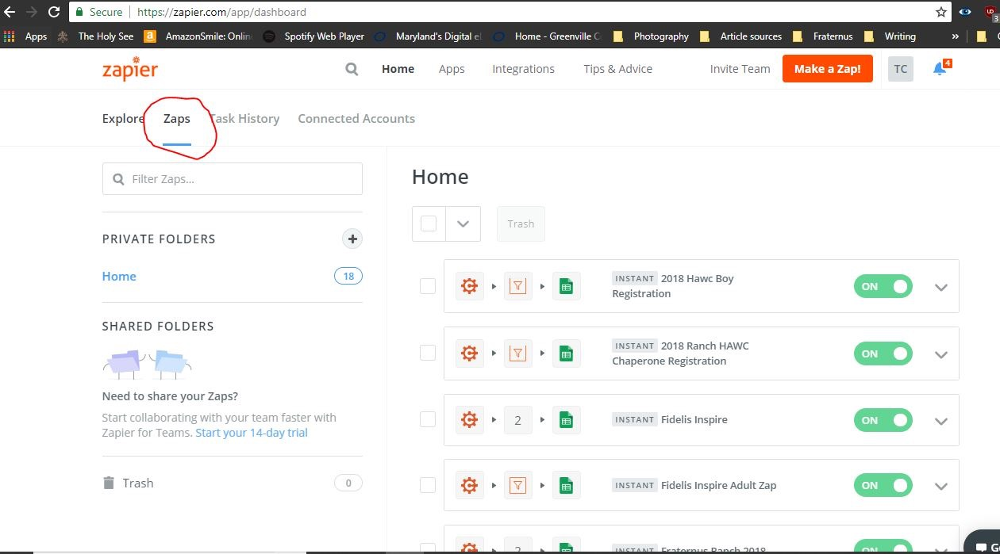 Secure https://zapier.com/app/dashboard
Apps The Holy See AmazonSmile: Onlin Spotify Web Player Maryland's Digital eL Home - Greenville C Photography Article sources Fraternus Writing »
zapier Home Apps Integrations Tips & Advice Invite Team Make a Zap! TC 4
Explore Zaps Task History Connected Accounts
Filter Zaps...
PRIVATE FOLDERS
Home 18
SHARED FOLDERS
Need to share your Zaps?
Start collaborating with your team faster with
Zapier for Teams. Start your 14-day trial
Trash 0
Home
Trash
INSTANT 2018 Hawc Boy
Registration
ON
INSTANT 2018 Ranch HAWC
Chaperone Registration
ON
2 INSTANT Fidelis Inspire ON
INSTANT Fidelis Inspire Adult Zap ON
2 INSTANT Fraternus Ranch 2018 ON